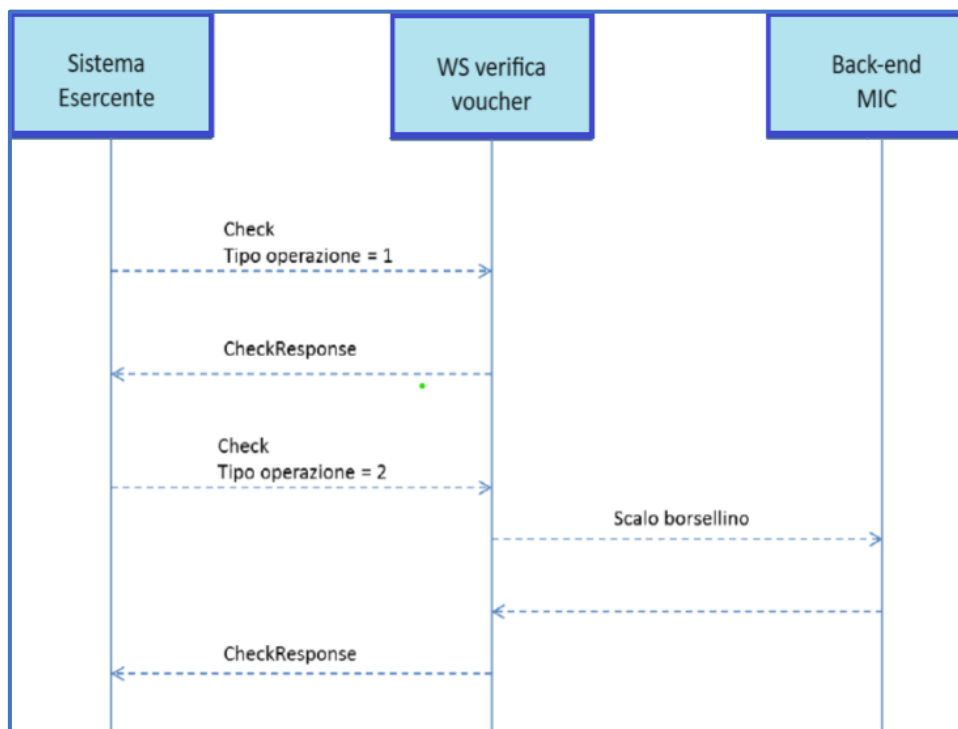 Sistema
Esercente
WS verifica
voucher
Back-end
MIC
Check
Tipo operazione = 1
CheckResponse
Check
Tipo operazione = 2
Scalo borsellino
CheckResponse